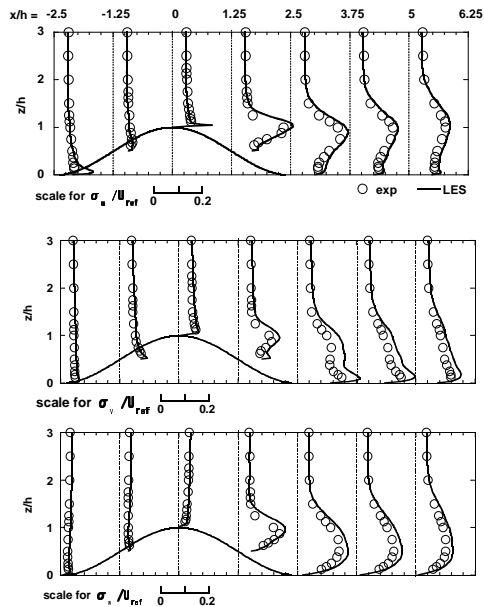 x/h = -2.5 -1.25 0 1.25 2.5 3.75 5 6.25
3
2
z/h
1
0
scale for σu /Uref 0 0.2
exp LES
3
2
z/h
1
0
scale for σv /Uref 0 0.2
3
2
z/h
1
0
scale for /Uref 0 0.2